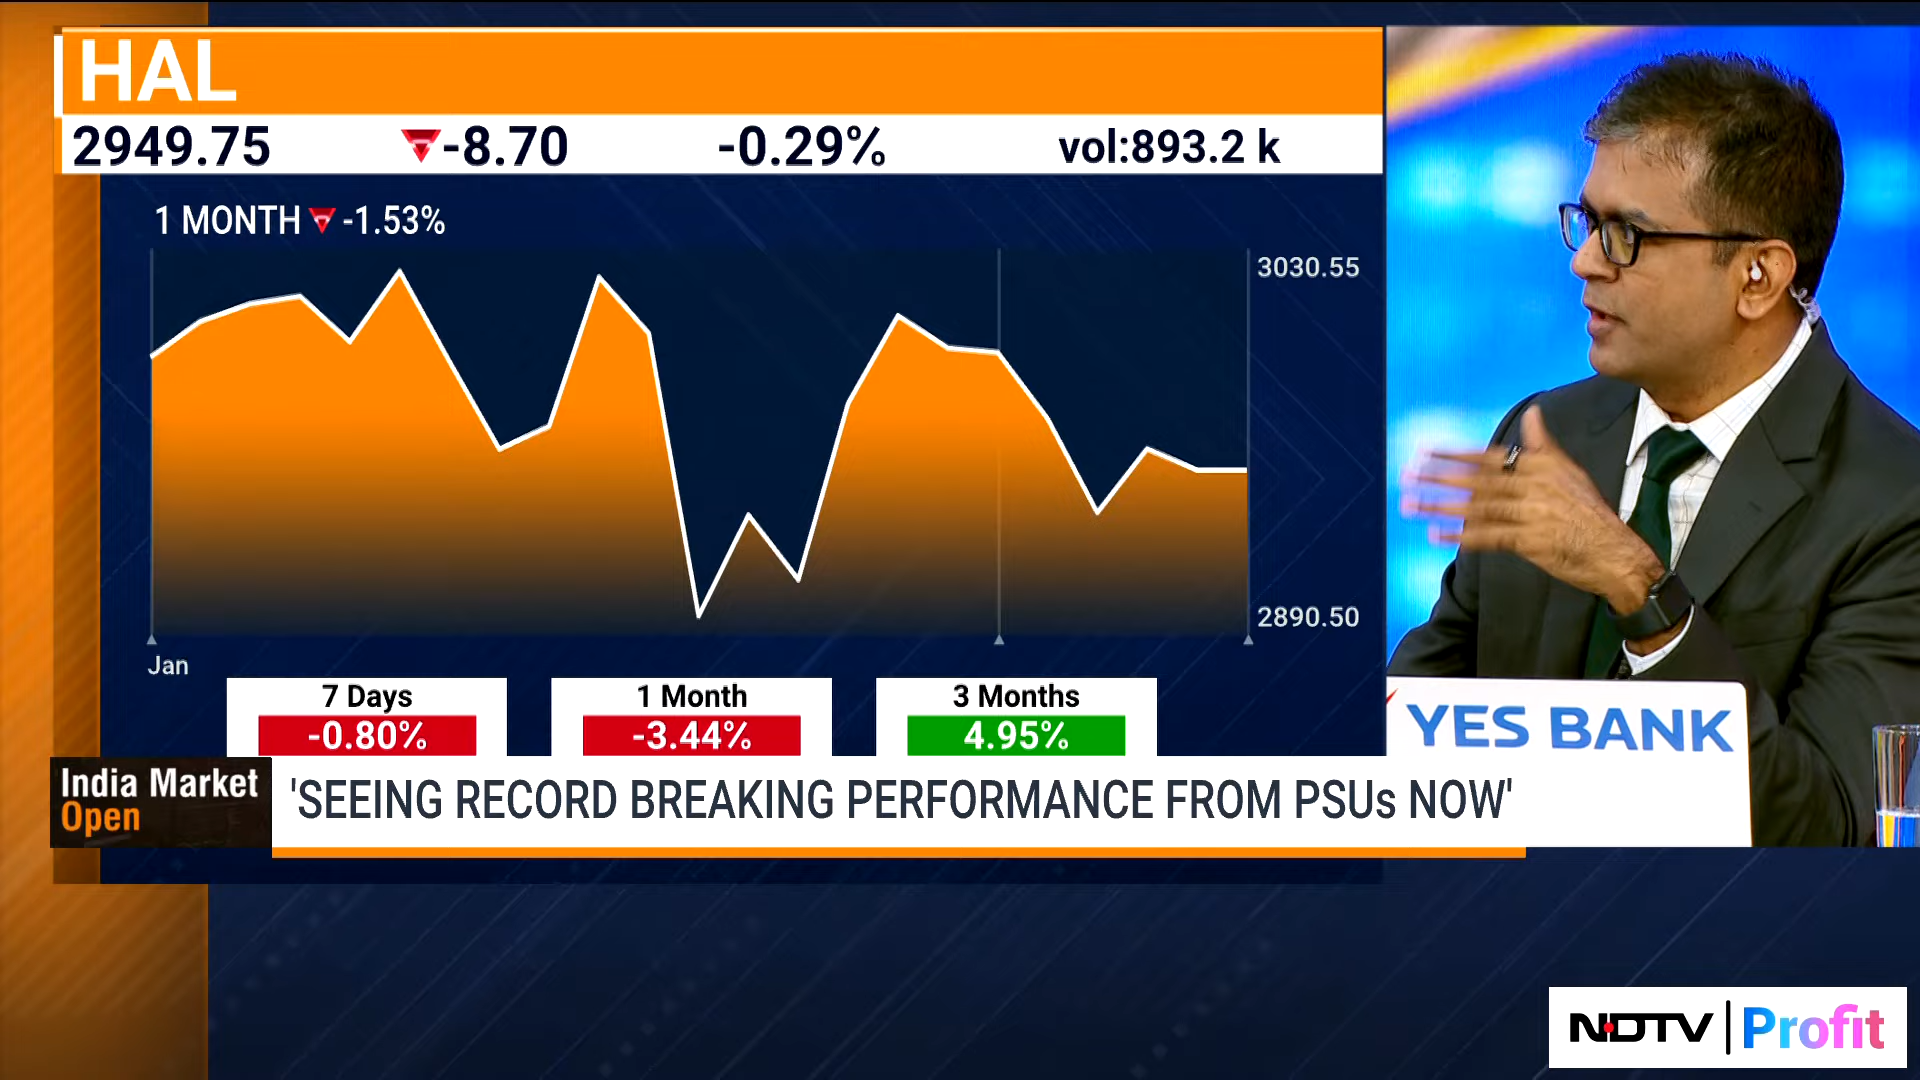 HAL
2949.75 -8.70 -0.29% vol:893.2 k
1 MONTH -1.53%
3030.55
2890.50
Jan
7 Days
-0.80%
1 Month
-3.44%
3 Months
4.95%
YES BANK
India Market
Open
'SEEING RECORD BREAKING PERFORMANCE FROM PSUs NOW'
NDTV Profit